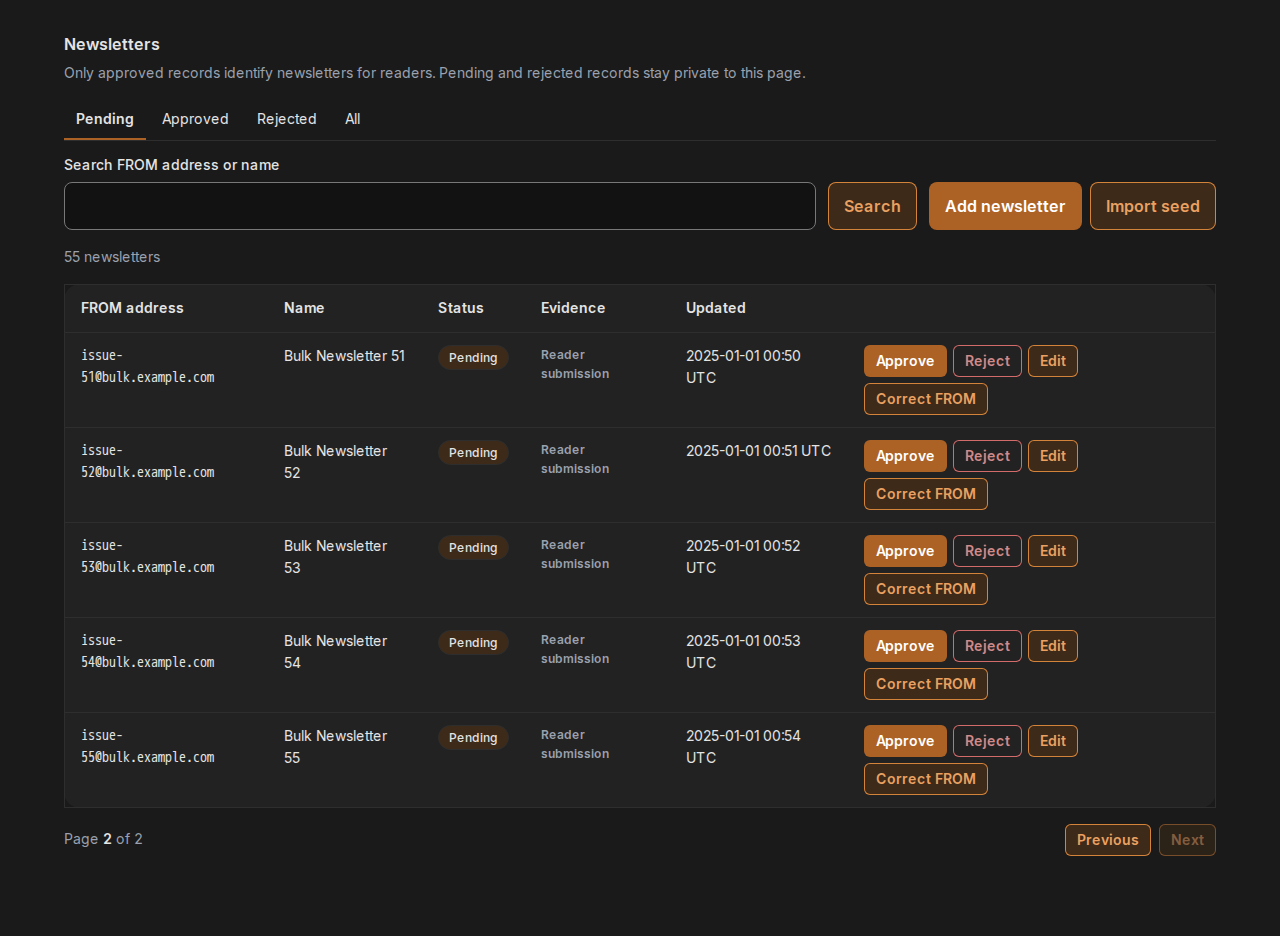 Newsletters
Only approved records identify newsletters for readers. Pending and rejected records stay private to this page.
Pending Approved Rejected All
Search FROM address or name
Search Add newsletter Import seed
55 newsletters
FROM address Name Status Evidence Updated
issue- Bulk Newsletter 51 Pending Reader 2025-01-01 00:50 Approve Reject Edit
51@bulk.example.com submission UTC
Correct FROM
issue- Bulk Newsletter Pending Reader 2025-01-01 00:51 UTC Approve Reject Edit
52@bulk.example.com 52 submission
Correct FROM
issue- Bulk Newsletter Pending Reader 2025-01-01 00:52 Approve Reject Edit
53@bulk.example.com 53 submission UTC
Correct FROM
issue- Bulk Newsletter Pending Reader 2025-01-01 00:53 Approve Reject Edit
54@bulk.example.com 54 submission UTC
Correct FROM
issue- Bulk Newsletter Pending Reader 2025-01-01 00:54 Approve Reject Edit
55@bulk.example.com 55 submission UTC
Correct FROM
Page 2 of 2 Previous Next